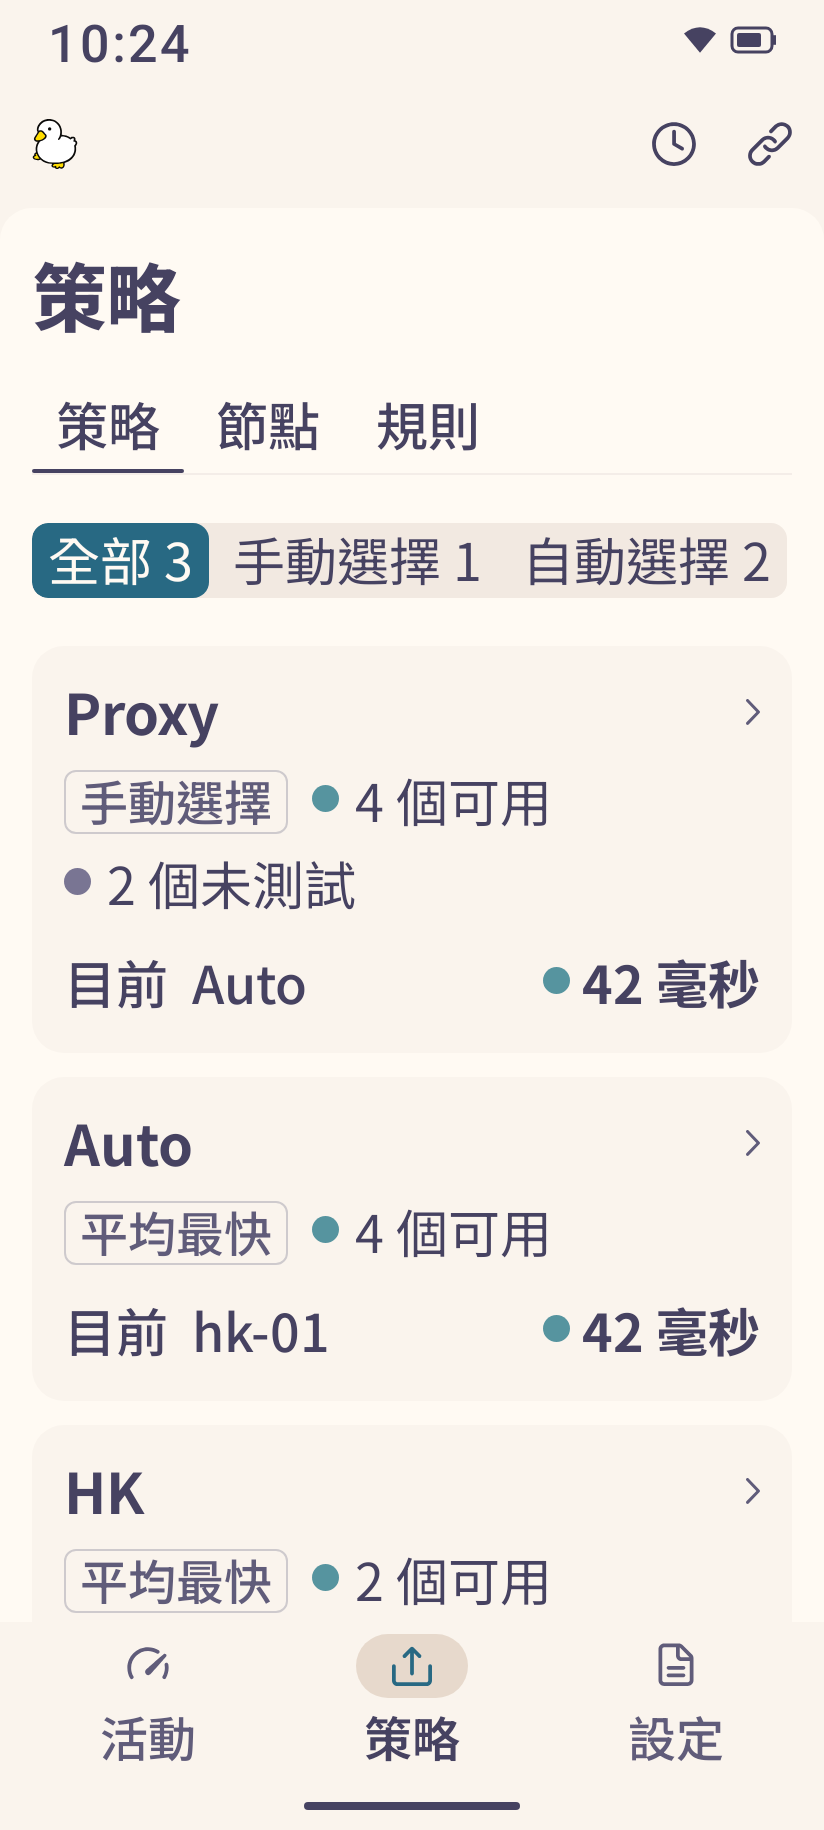 10:24
策略
策略 節點 規則
全部 3 手動選擇 1 自動選擇 2
Proxy
手動選擇 4 個可用
2 個未測試
目前 Auto 42 毫秒
Auto
平均最快 4 個可用
目前 hk-01 42 毫秒
HK
平均最快 2 個可用
活動 策略 設定